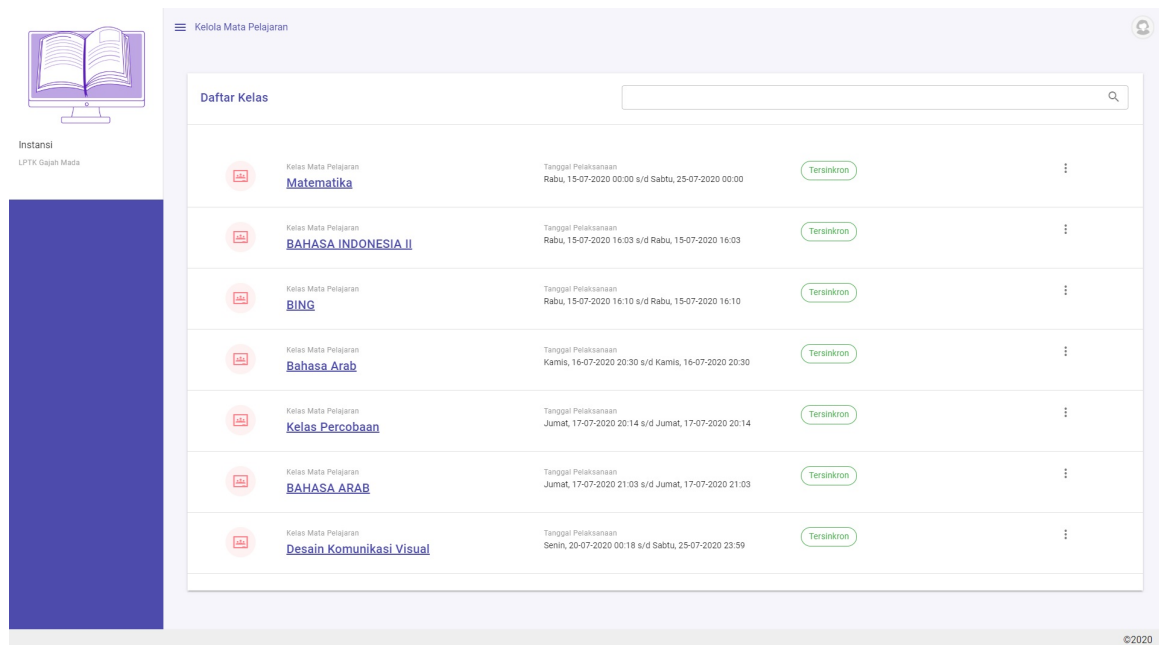 Kelola Mata Pelajaran
Instansi
LPTK Gajah Mada
Daftar Kelas
Kelas Mata Pelajaran
Matematika
Tanggal Pelaksanaan
Rabu, 15-07-2020 00:00 s/d Sabtu, 25-07-2020 00:00
Tersinkron
Kelas Mata Pelajaran
BAHASA INDONESIA II
Tanggal Pelaksanaan
Rabu, 15-07-2020 16:03 s/d Rabu, 15-07-2020 16:03
Tersinkron
Kelas Mata Pelajaran
BING
Tanggal Pelaksanaan
Rabu, 15-07-2020 16:10 s/d Rabu, 15-07-2020 16:10
Tersinkron
Kelas Mata Pelajaran
Bahasa Arab
Tanggal Pelaksanaan
Kamis, 16-07-2020 20:30 s/d Kamis, 16-07-2020 20:30
Tersinkron
Kelas Mata Pelajaran
Kelas Percobaan
Tanggal Pelaksanaan
Jumat, 17-07-2020 20:14 s/d Jumat, 17-07-2020 20:14
Tersinkron
Kelas Mata Pelajaran
BAHASA ARAB
Tanggal Pelaksanaan
Jumat, 17-07-2020 21:03 s/d Jumat, 17-07-2020 21:03
Tersinkron
Kelas Mata Pelajaran
Desain Komunikasi Visual
Tanggal Pelaksanaan
Senin, 20-07-2020 00:18 s/d Sabtu, 25-07-2020 23:59
Tersinkron
©2020